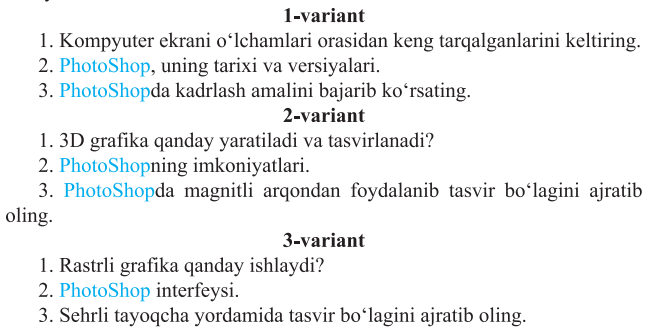 1-variant
1. Kompyuter ekrani o‘lchamlari orasidan keng tarqalganlarini keltiring.
2. PhotoShop, uning tarixi va versiyalari.
3. PhotoShopda kadrlash amalini bajarib ko‘rsating.
2-variant
1. 3D grafika qanday yaratiladi va tasvirlanadi?
2. PhotoShopning imkoniyatlari.
3. PhotoShopda magnitli arqondan foydalanib tasvir bo‘lagini ajratib
oling.
3-variant
1. Rastrli grafika qanday ishlaydi?
2. PhotoShop interfeysi.
3. Sehrli tayoqcha yordamida tasvir bo‘lagini ajratib oling.